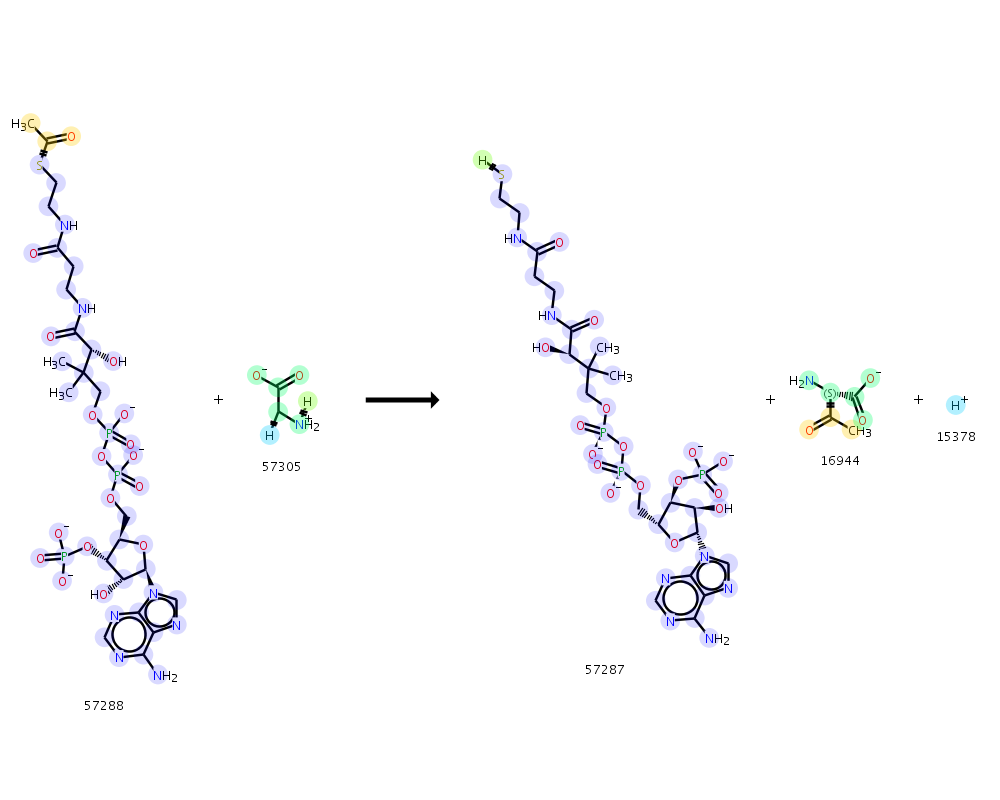 H3C
O
S
NH
O
NH
O
OH
H3C
H3C
O
O-
P
O
O
O-
P
O
O
O-
O
O
O
P
O-
HO
N
N
N
N
N
NH2
57288
+
O-
O
H
H
NH2+
57305
H
S
HN
O
HN
O
HO
CH3
CH3
O
O
P
O
O-
O
P
O-
O
O-
O-
P
O
O
OH
O
N
N
N
N
N
NH2
57287
+
H2N
(S)
O-
O
O
CH3
16944
+
H+
15378